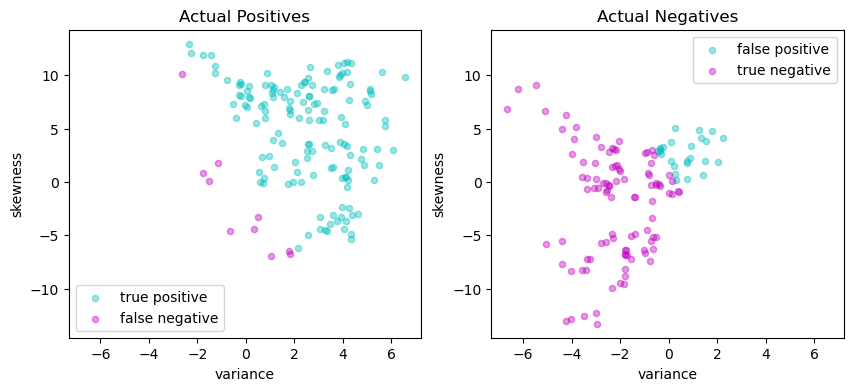 Actual Positives
skewness
10
5
0
−5
−10
true positive
false negative
−6 −4 −2 0 2 4 6
variance
Actual Negatives
skewness
10
5
0
−5
−10
false positive
true negative
−6 −4 −2 0 2 4 6
variance